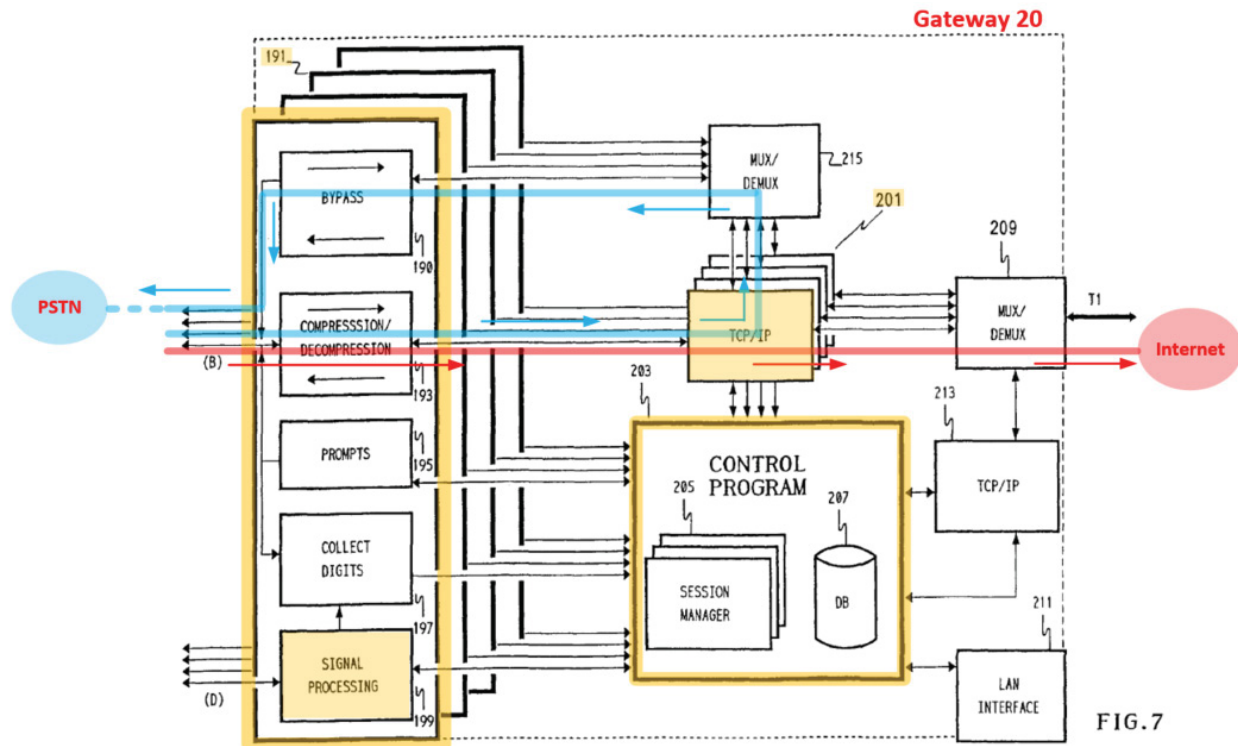 Gateway 20
191
BYPASS
190
MUX/
DEMUX
215
201
209
PSTN
COMPRESSSION/
DECOMPRESSION
193
(B)
TCP/IP
MUX/
DEMUX
T1
Internet
203
213
PROMPTS
195
CONTROL
PROGRAM
TCP/IP
205
207
COLLECT
DIGITS
197
SESSION
MANAGER
DB
211
SIGNAL
PROCESSING
199
(D)
LAN
INTERFACE
FIG.7